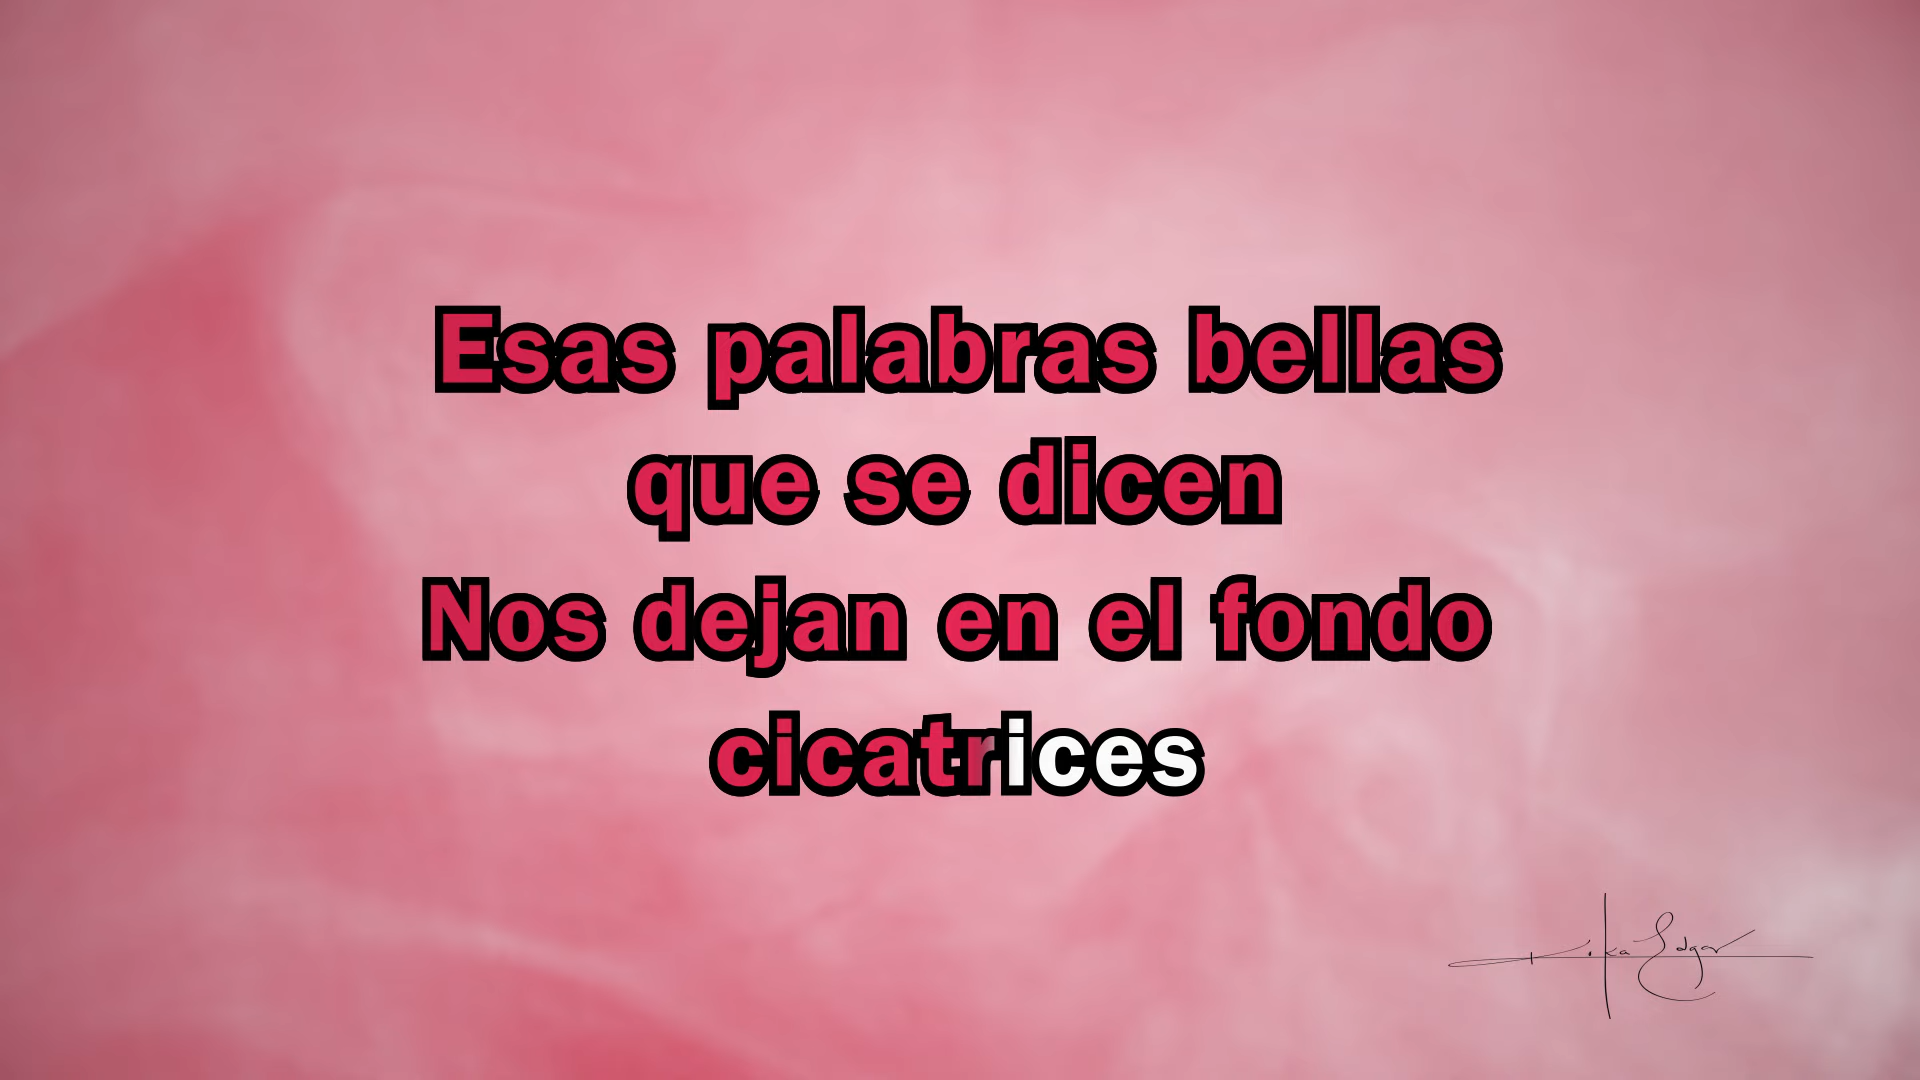 Esas palabras bellas
que se dicen
Nos dejan en el fondo
cicatrices